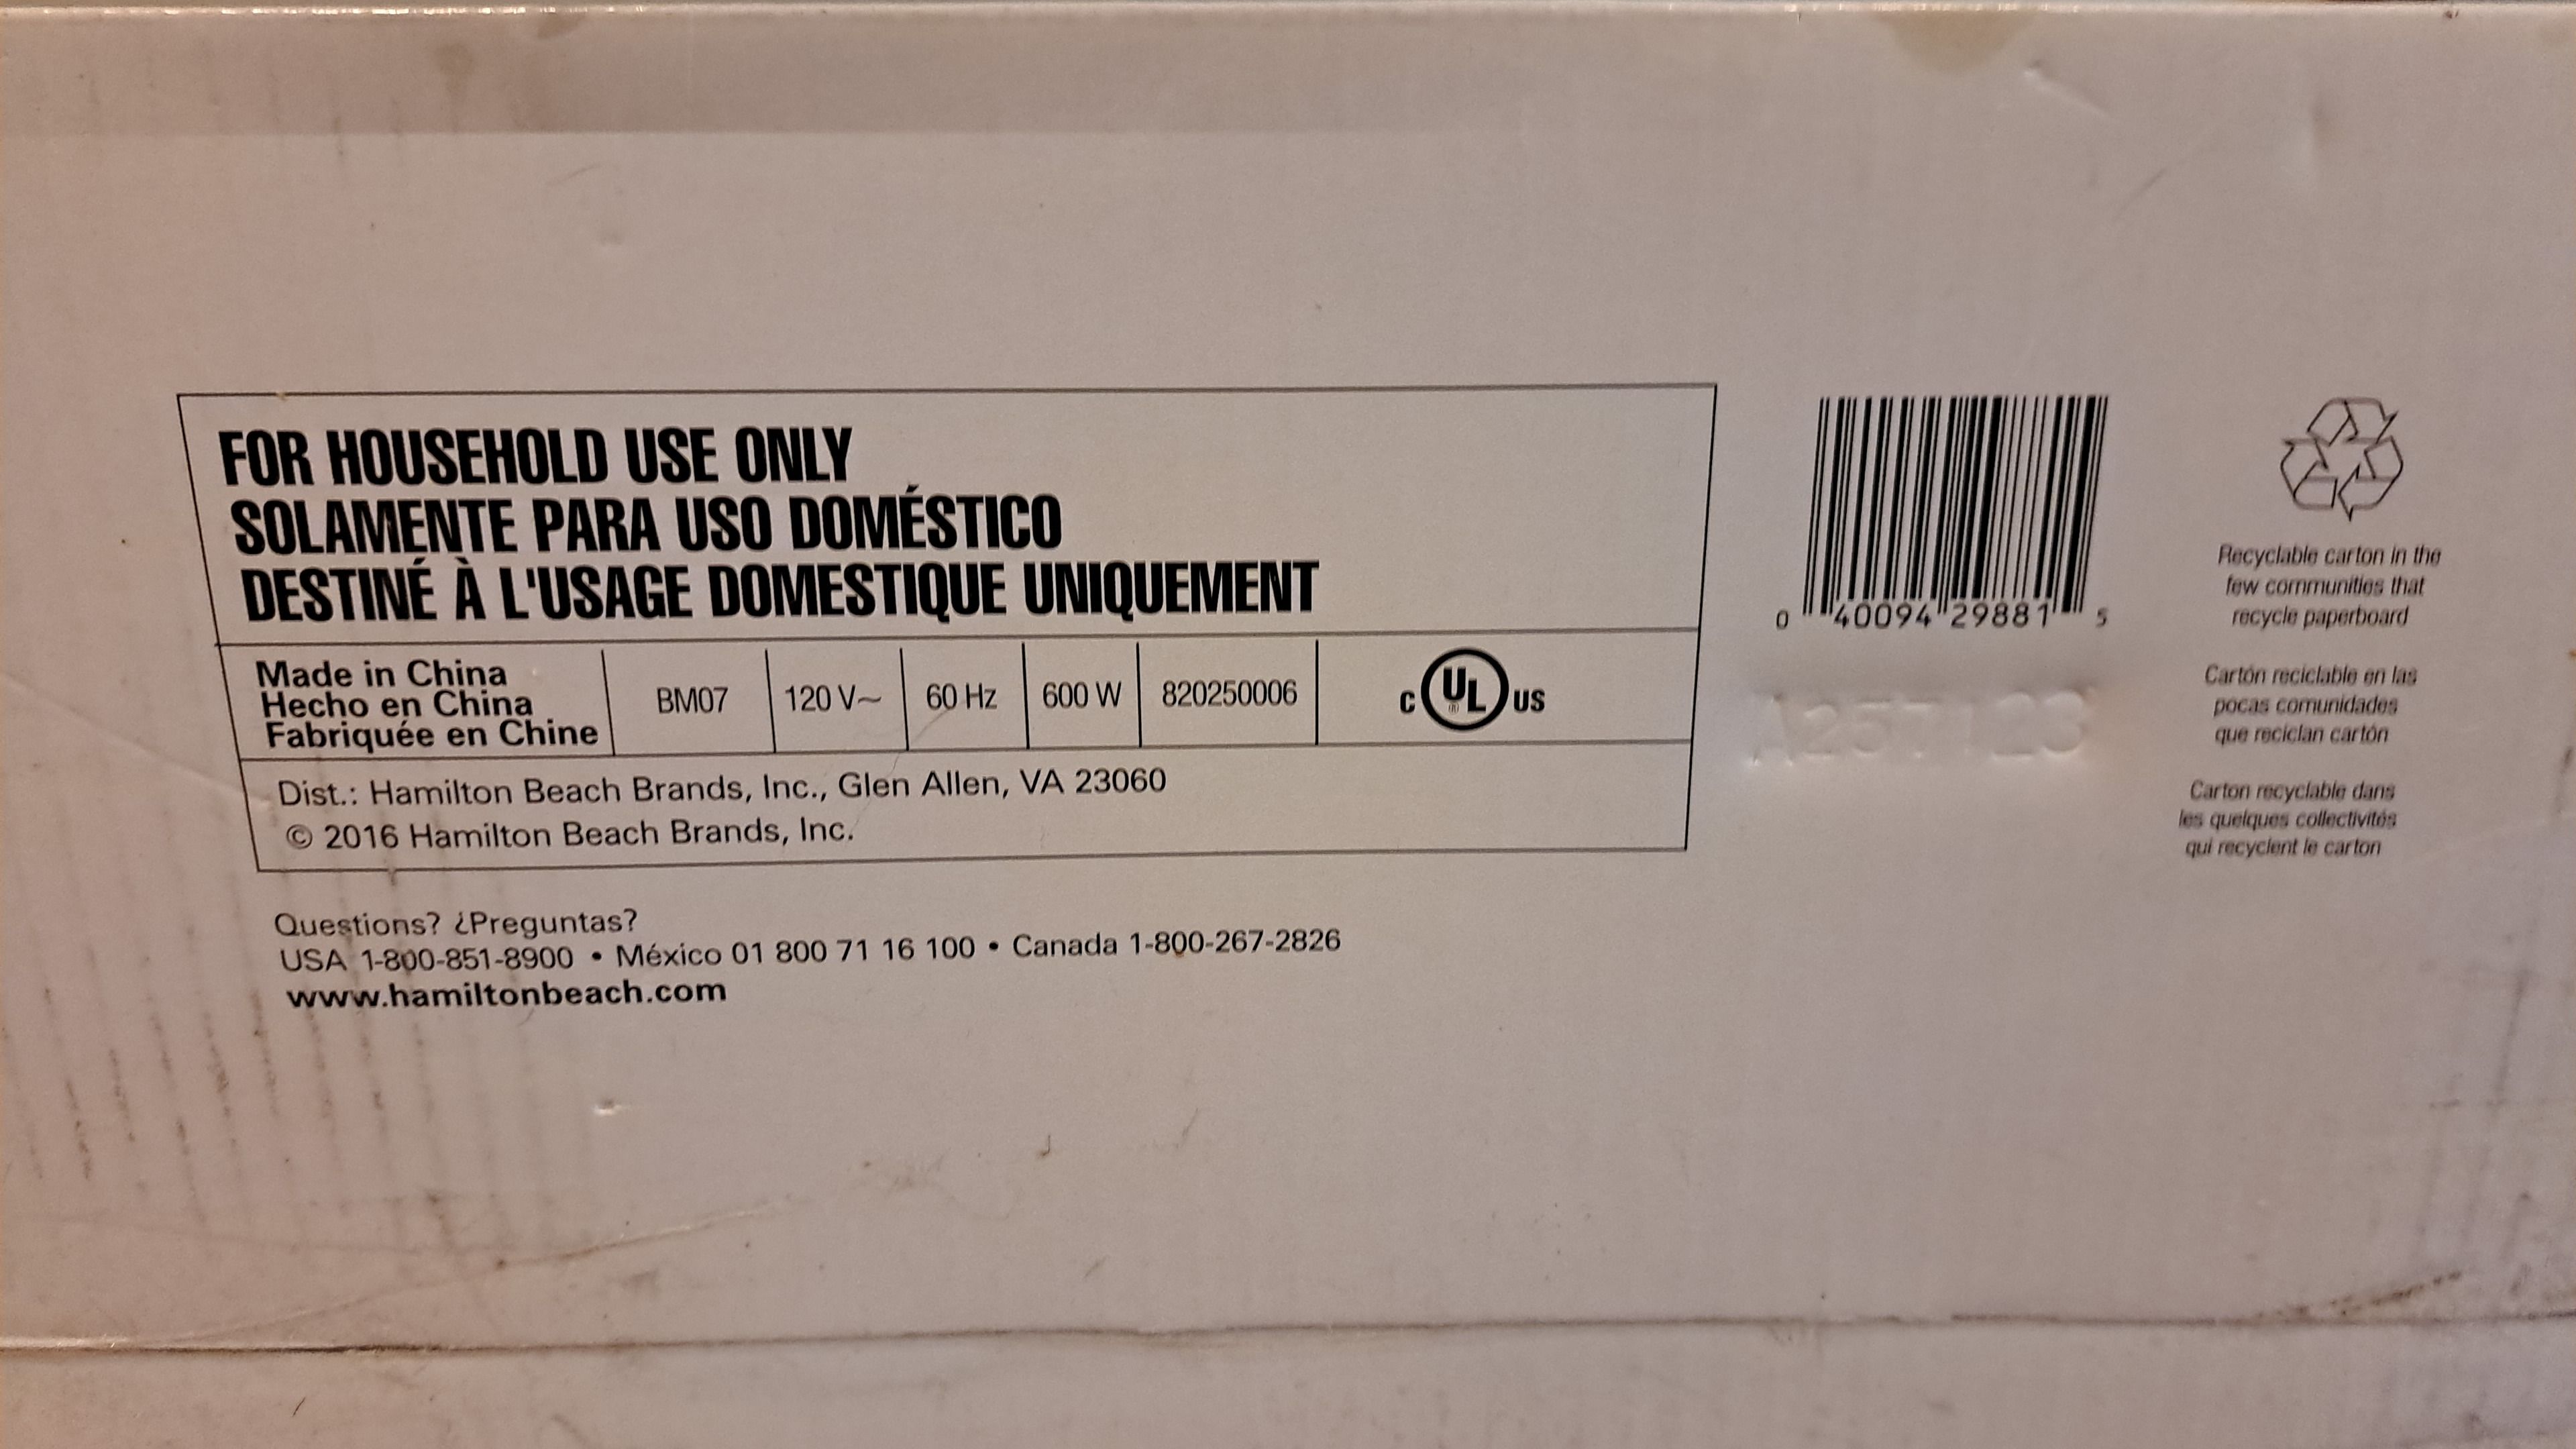 FOR HOUSEHOLD USE ONLY
SOLAMENTE PARA USO DOMÉSTICO
DESTINÉ À L'USAGE DOMESTIQUE UNIQUEMENT
Made in China
Hecho en China
Fabriquée en Chine
BM07
120 V~
60 Hz
600 W
820250006
C UL® US
Dist.: Hamilton Beach Brands, Inc., Glen Allen, VA 23060
© 2016 Hamilton Beach Brands, Inc.
Questions? ¿Preguntas?
USA 1-800-851-8900 • México 01 800 71 16 100 • Canada 1-800-267-2826
www.hamiltonbeach.com
0 40094 29881 5
Recyclable carton in the
few communities that
recycle paperboard
Cartón reciclable en las
pocas comunidades
que reciclan cartón
Carton recyclable dans
les quelques collectivités
qui recyclent le carton